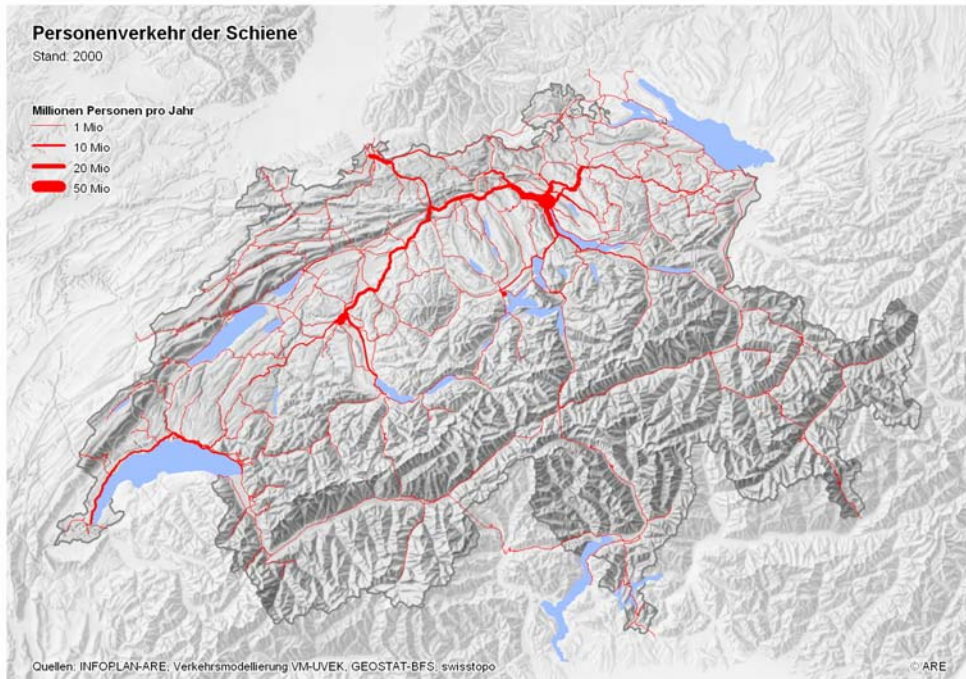 Personenverkehr der Schiene
Stand: 2000
Millionen Personen pro Jahr
1 Mio
10 Mio
20 Mio
50 Mio
Quellen: INFOPLAN-ARE, Verkehrsmodellierung VM-UVEK, GEOSTAT-BFS, swisstopo
© ARE